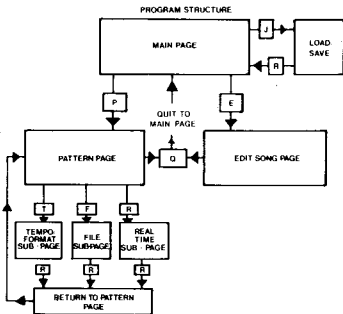 PROGRAM STRUCTURE
MAIN PAGE
J
R
LOAD
SAVE
P
QUIT TO
MAIN PAGE
E
PATTERN PAGE
Q
EDIT SONG PAGE
T
F
R
TEMPO
FORMAT
SUB-PAGE
FILE
SUBPAGE
REAL
TIME
SUB-PAGE
R
R
R
RETURN TO PATTERN
PAGE